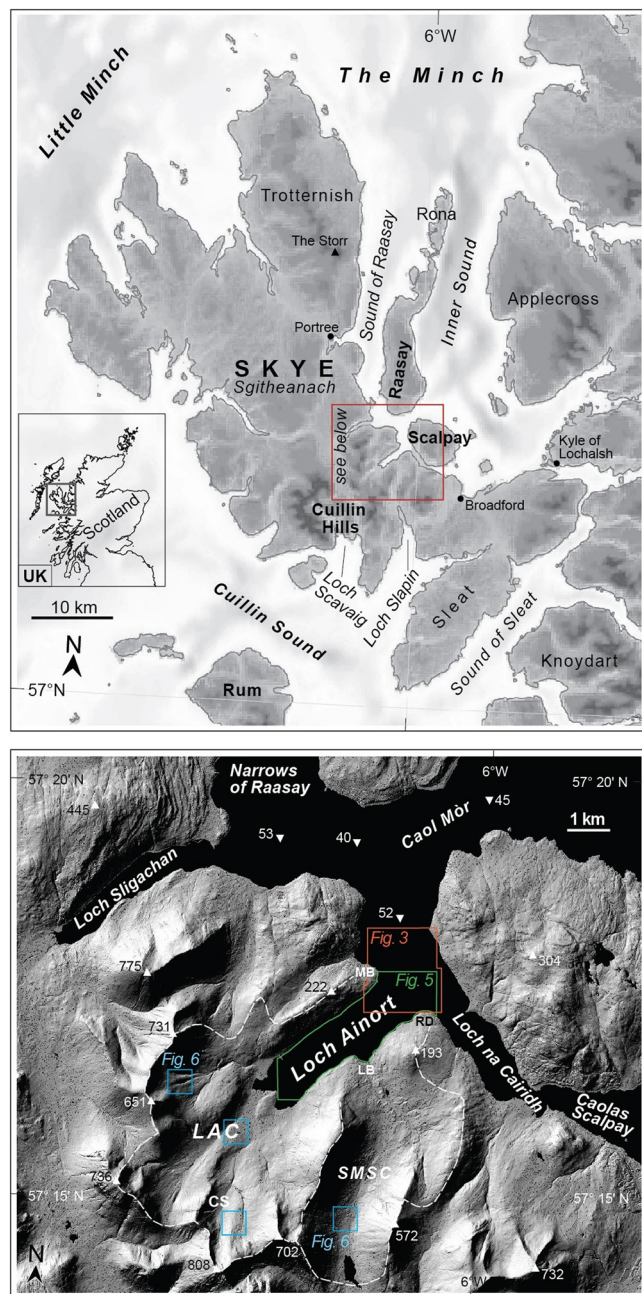 6°W
The Minch
Little Minch
Trotternish
Rona
The Storr
Sound of Raasay
Inner Sound
Applecross
Portree
Raasay
SKYE
Sgitheanach
see below
Scalpay
Kyle of
Lochalsh
Broadford
Cuillin
Hills
Scotland
UK
Loch
Scavaig
Loch Slapin
Sleat
10 km
Cuillin Sound
Sound of Sleat
N
Knoydart
57°N
Rum
57° 20' N
Narrows
of Raasay
6°W
57° 20' N
445
45
1 km
53
40
Caol Mòr
Loch Sligachan
52
Fig. 3
304
775
MB
Fig. 5
222
Loch Ainort
RD
731
193
Loch na Cairidh
Fig. 6
LB
Caolas
Scalpay
651
LAC
SMSC
736
57° 15' N
CS
57° 15' N
Fig. 6
572
702
N
808
6°W
732